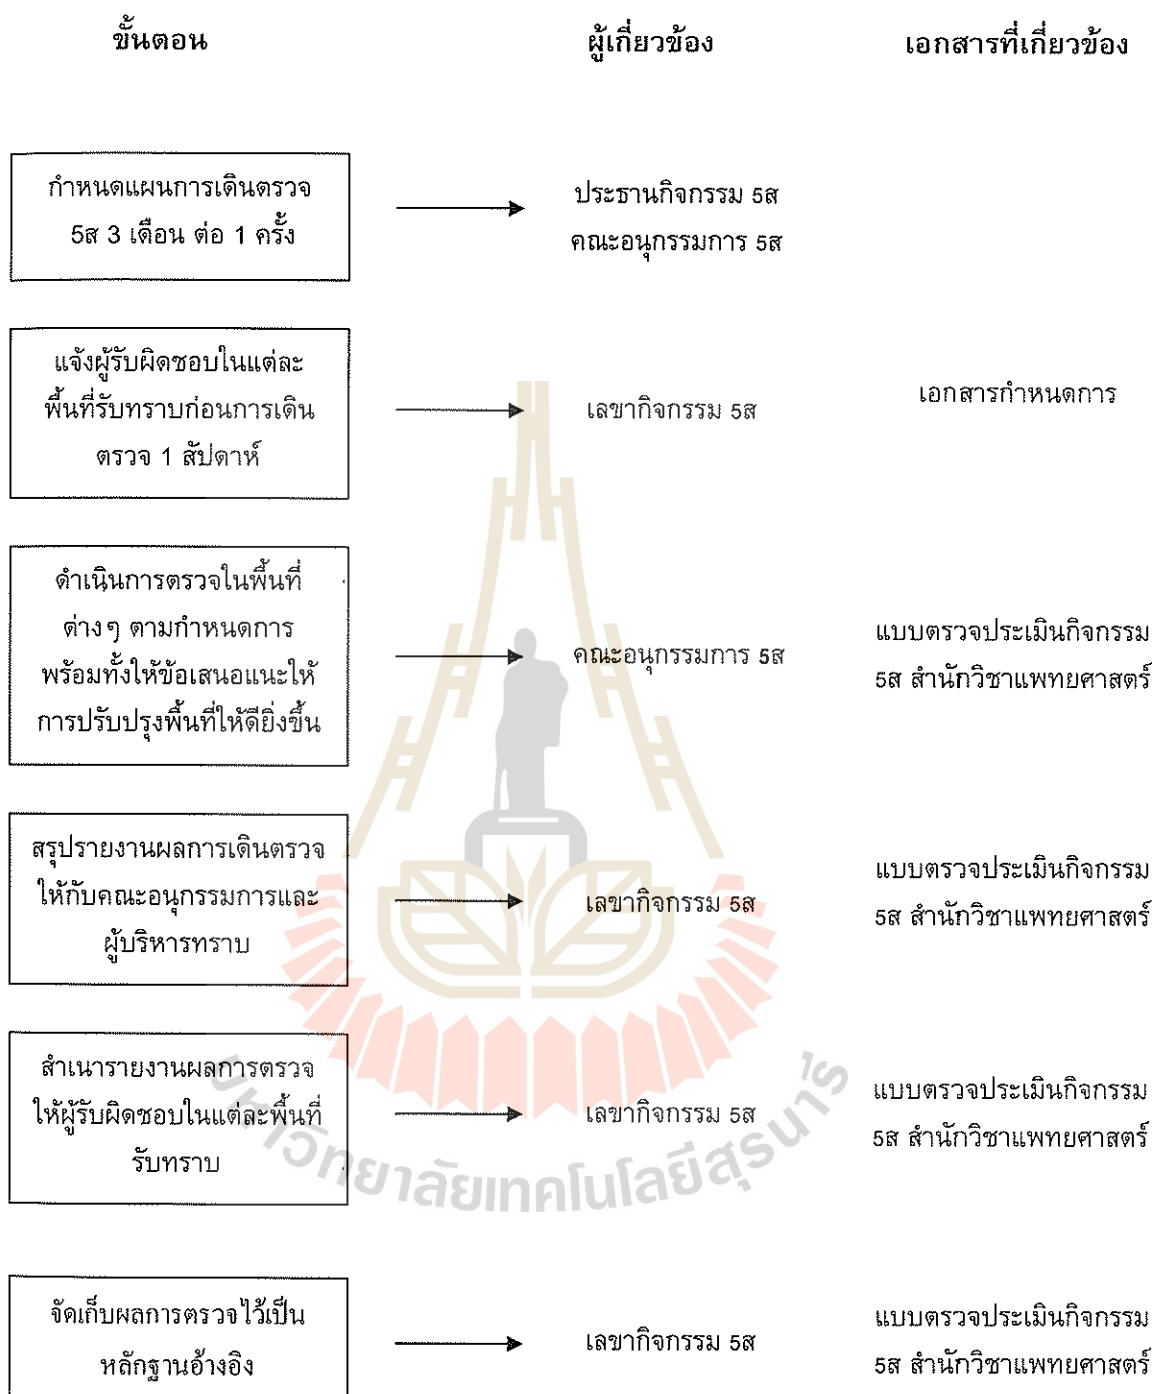 ขั้นตอน
ผู้เกี่ยวข้อง
เอกสารที่เกี่ยวข้อง
กำหนดแผนการเดินตรวจ
5ส 3 เดือน ต่อ 1 ครั้ง
ประธานกิจกรรม 5ส
คณะอนุกรรมการ 5ส
แจ้งผู้รับผิดชอบในแต่ละ
พื้นที่รับทราบก่อนการเดิน
ตรวจ 1 สัปดาห์
เลขากิจกรรม 5ส
เอกสารกำหนดการ
ดำเนินการตรวจในพื้นที่
ต่างๆ ตามกำหนดการ
พร้อมทั้งให้ข้อเสนอแนะให้
การปรับปรุงพื้นที่ให้ดียิ่งขึ้น
คณะอนุกรรมการ 5ส
แบบตรวจประเมินกิจกรรม
5ส สำนักวิชาแพทยศาสตร์
สรุปรายงานผลการเดินตรวจ
ให้กับคณะอนุกรรมการและ
ผู้บริหารทราบ
เลขากิจกรรม 5ส
แบบตรวจประเมินกิจกรรม
5ส สำนักวิชาแพทยศาสตร์
สำเนารายงานผลการตรวจ
ให้ผู้รับผิดชอบในแต่ละพื้นที่
รับทราบ
เลขากิจกรรม 5ส
แบบตรวจประเมินกิจกรรม
5ส สำนักวิชาแพทยศาสตร์
มหาวิทยาลัยเทคโนโลยีสุรนารี
จัดเก็บผลการตรวจไว้เป็น
หลักฐานอ้างอิง
เลขากิจกรรม 5ส
แบบตรวจประเมินกิจกรรม
5ส สำนักวิชาแพทยศาสตร์